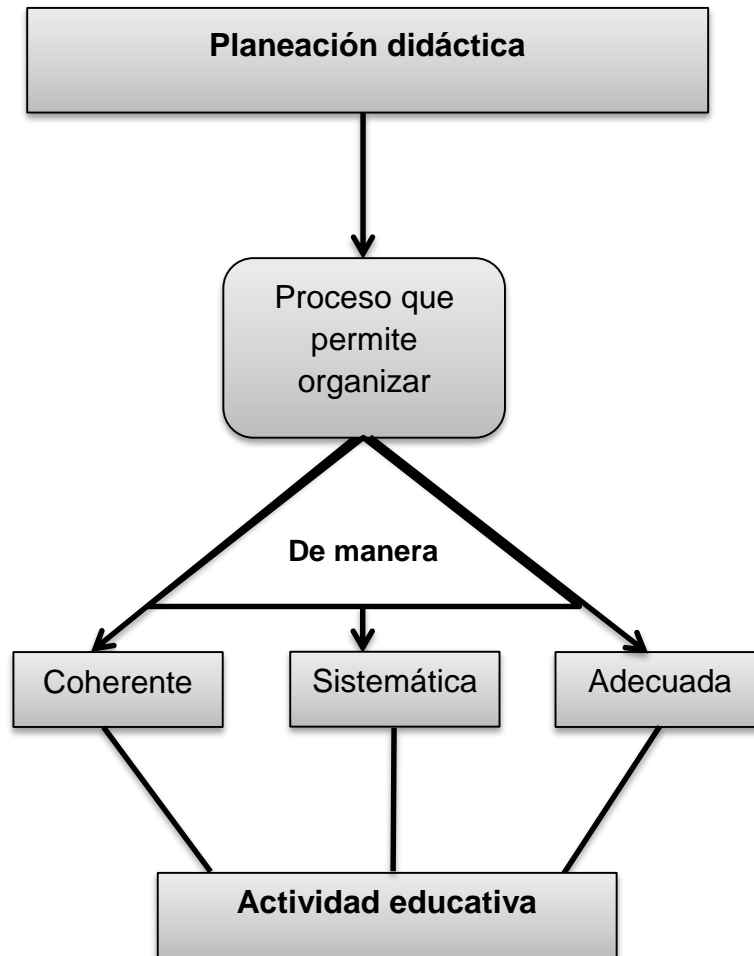 Planeación didáctica
Proceso que
permite
organizar
De manera
Coherente
Sistemática
Adecuada
Actividad educativa